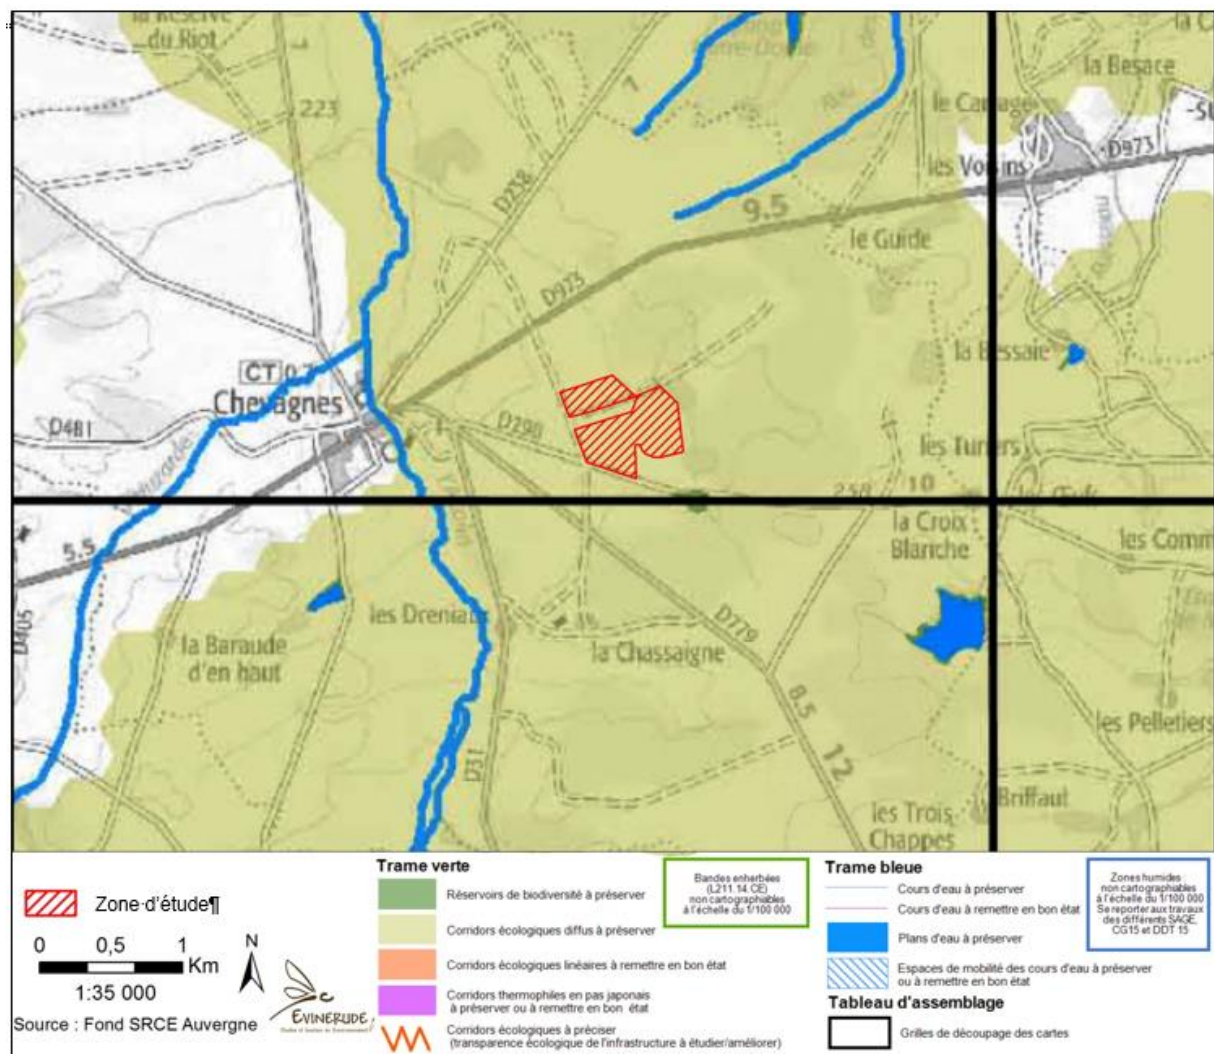 la Réserve
du Riot
223
7
la Besace
le Carrage
les Voisins
D973
D238
9.5
le Guide
D973
CT 0.7
Chevagnes
la Bessaie
D481
D290
les Turiers
258
10
la Croix
Blanche
les Comm
5.5
D405
les Dreniaux
la Baraude
d'en haut
la Chassaigne
D779
8.5
12
les Pelletiers
D31
Briffaut
les Trois
Chappes
Zone·d'étude¶
0 0,5 1
Km
1:35 000
N
EVINERUDE
Source : Fond SRCE Auvergne
Trame verte
Réservoirs de biodiversité à préserver
Corridors écologiques diffus à préserver
Corridors écologiques linéaires à remettre en bon état
Corridors thermophiles en pas japonais
à préserver ou à remettre en bon état
Corridors écologiques à préciser
(transparence écologique de l'infrastructure à étudier/améliorer)
Bandes enherbées
(L211.14.CE)
non cartographiables
à l'échelle du 1/100 000
Trame bleue
Cours d'eau à préserver
Cours d'eau à remettre en bon état
Plans d'eau à préserver
Espaces de mobilité des cours d'eau à préserver
ou à remettre en bon état
Zones humides :
non cartographiables
à l'échelle du 1/100 000
Se reporter aux travaux
des différents SAGE,
CG15 et DDT 15
Tableau d'assemblage
Grilles de découpage des cartes